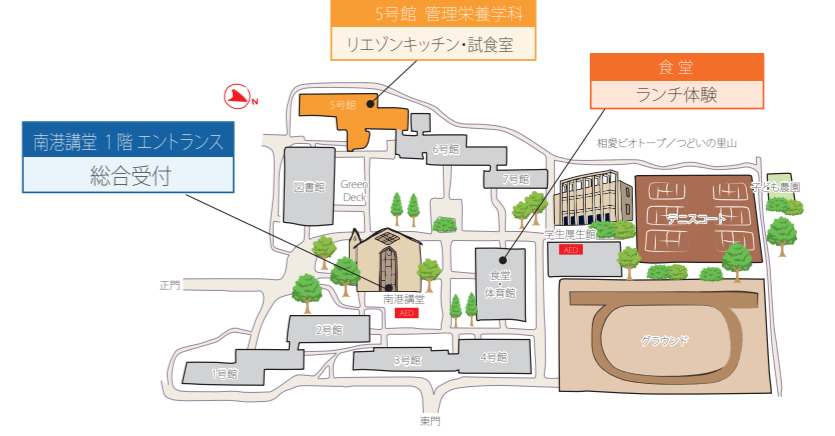 5号館 管理栄養学科
リエゾンキッチン・試食室
食堂
ランチ体験
南港講堂 1階 エントランス
総合受付
N
5号館
6号館
7号館
図書館
Green
Deck
相愛ビオトープ／つどいの里山
子ども農園
テニスコート
学生厚生館
AED
食堂
・
体育館
南港講堂
AED
正門
グラウンド
2号館
1号館
3号館
4号館
東門